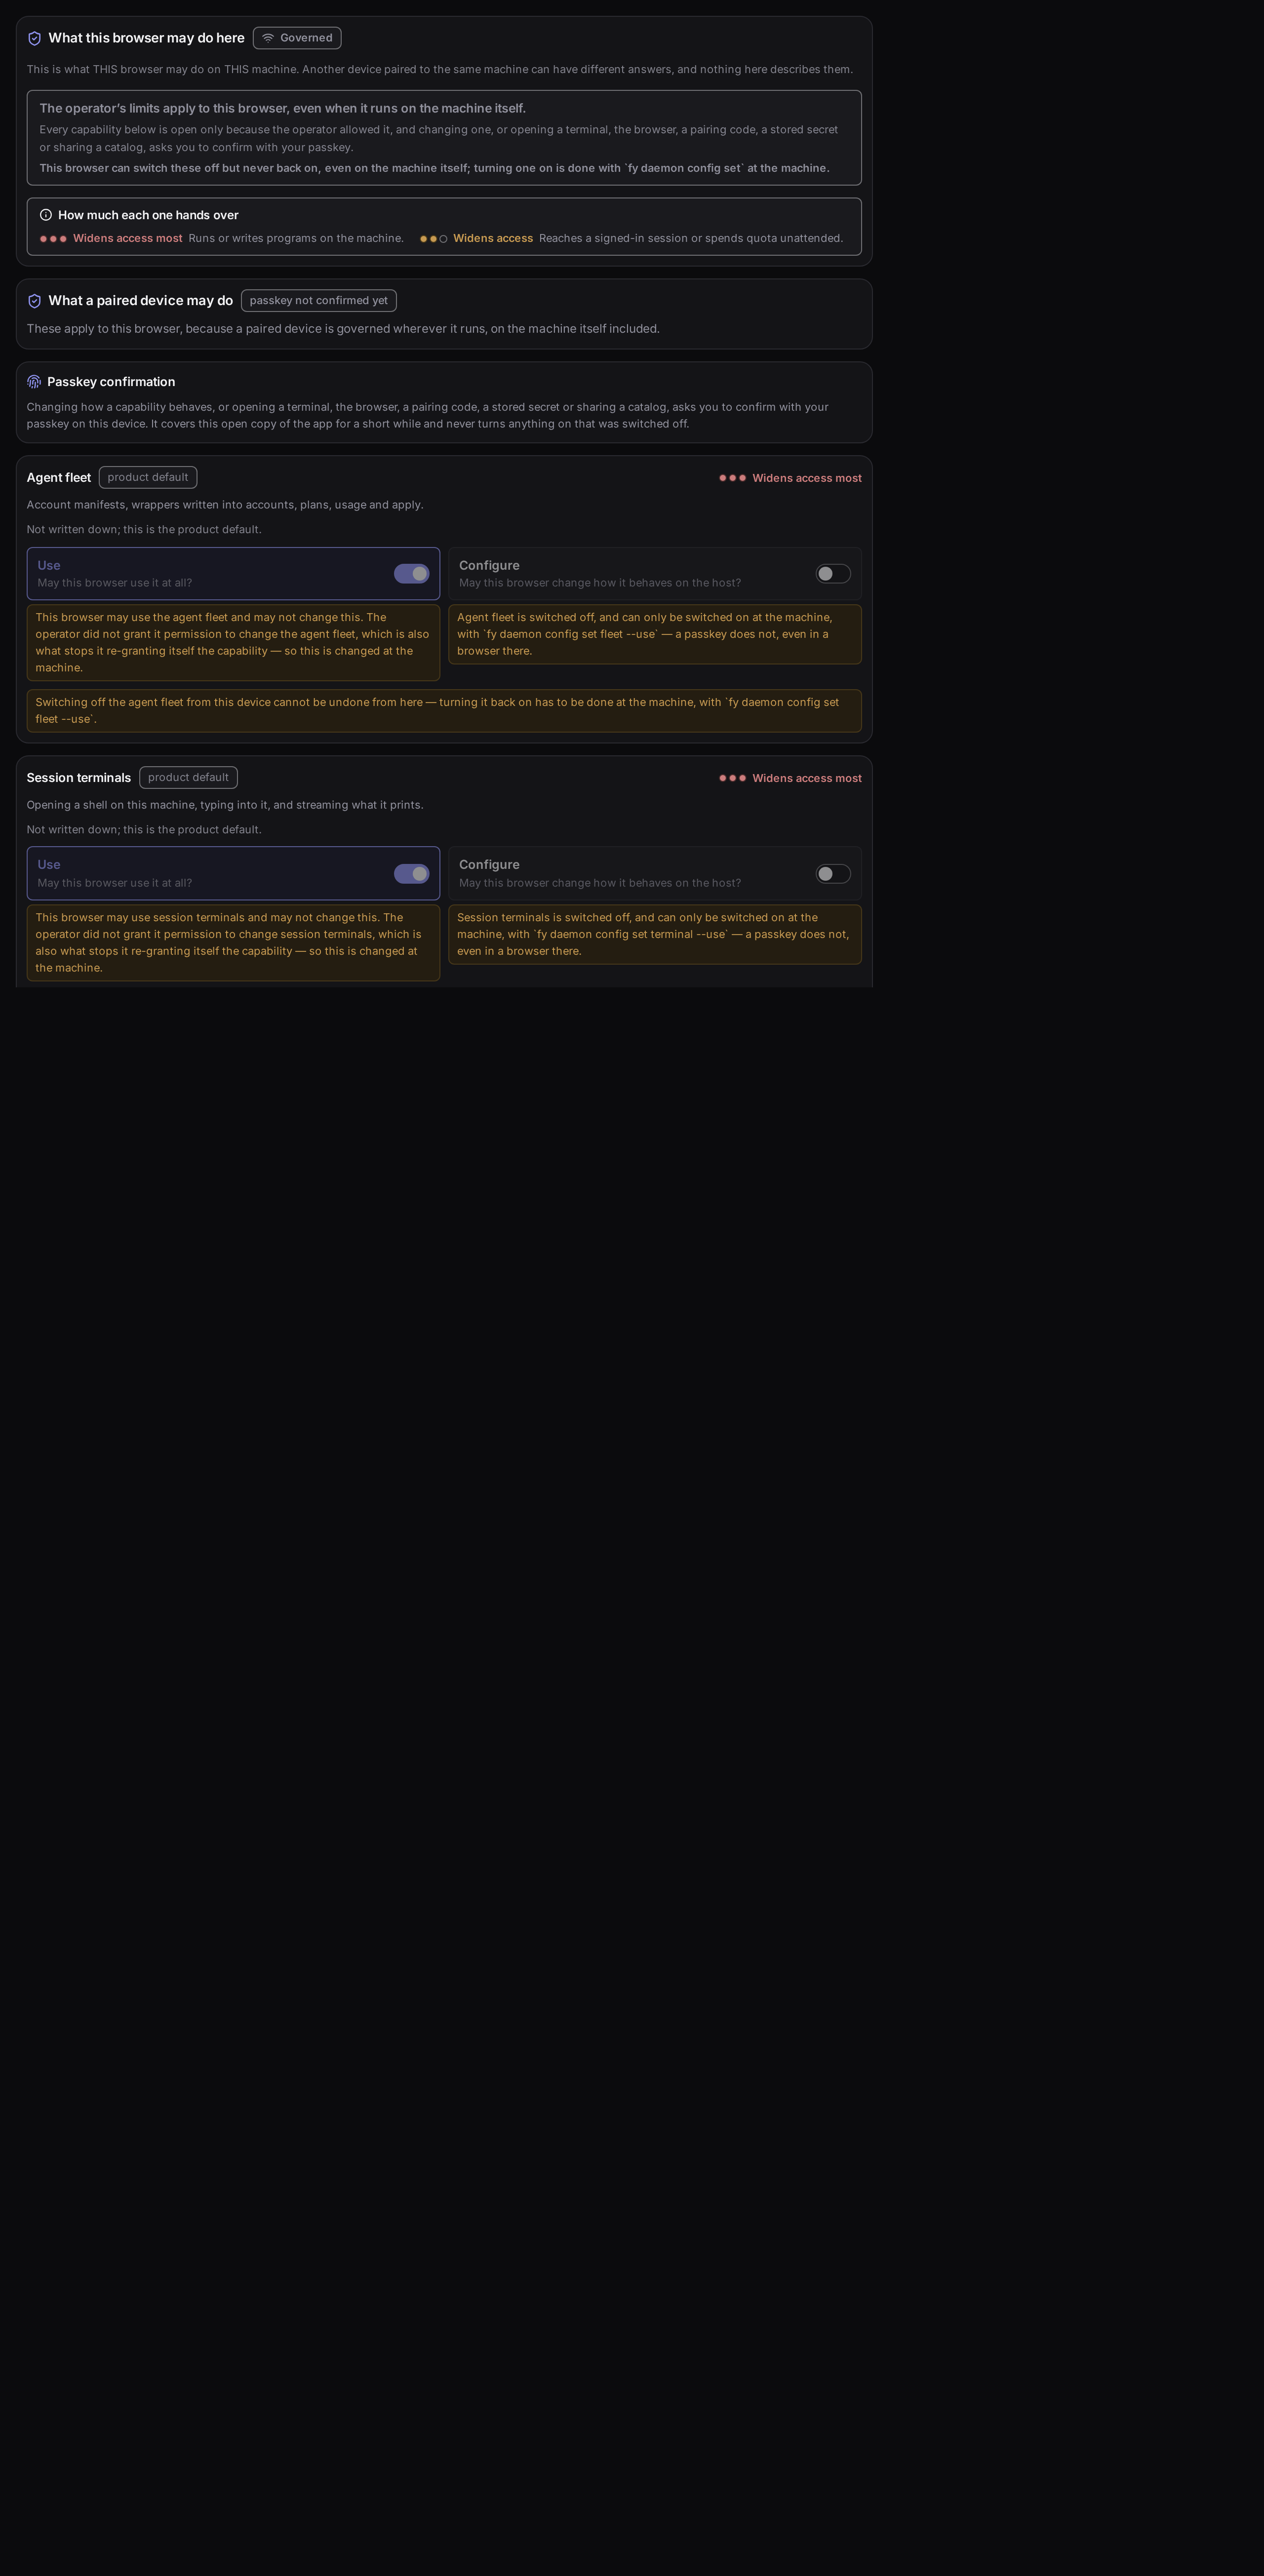 What this browser may do here
Governed
This is what THIS browser may do on THIS machine. Another device paired to the same machine can have different answers, and nothing here describes them.
The operator’s limits apply to this browser, even when it runs on the machine itself.
Every capability below is open only because the operator allowed it, and changing one, or opening a terminal, the browser, a pairing code, a stored secret
or sharing a catalog, asks you to confirm with your passkey.
This browser can switch these off but never back on, even on the machine itself; turning one on is done with `fy daemon config set` at the machine.
How much each one hands over
Widens access most Runs or writes programs on the machine.
Widens access Reaches a signed-in session or spends quota unattended.
What a paired device may do
passkey not confirmed yet
These apply to this browser, because a paired device is governed wherever it runs, on the machine itself included.
Passkey confirmation
Changing how a capability behaves, or opening a terminal, the browser, a pairing code, a stored secret or sharing a catalog, asks you to confirm with your
passkey on this device. It covers this open copy of the app for a short while and never turns anything on that was switched off.
Agent fleet
product default
Widens access most
Account manifests, wrappers written into accounts, plans, usage and apply.
Not written down; this is the product default.
Use
May this browser use it at all?
This browser may use the agent fleet and may not change this. The
operator did not grant it permission to change the agent fleet, which is also
what stops it re-granting itself the capability — so this is changed at the
machine.
Configure
May this browser change how it behaves on the host?
Agent fleet is switched off, and can only be switched on at the machine,
with `fy daemon config set fleet --use` — a passkey does not, even in a
browser there.
Switching off the agent fleet from this device cannot be undone from here — turning it back on has to be done at the machine, with `fy daemon config set
fleet --use`.
Session terminals
product default
Widens access most
Opening a shell on this machine, typing into it, and streaming what it prints.
Not written down; this is the product default.
Use
May this browser use it at all?
This browser may use session terminals and may not change this. The
operator did not grant it permission to change session terminals, which is
also what stops it re-granting itself the capability — so this is changed at
the machine.
Configure
May this browser change how it behaves on the host?
Session terminals is switched off, and can only be switched on at the
machine, with `fy daemon config set terminal --use` — a passkey does not,
even in a browser there.